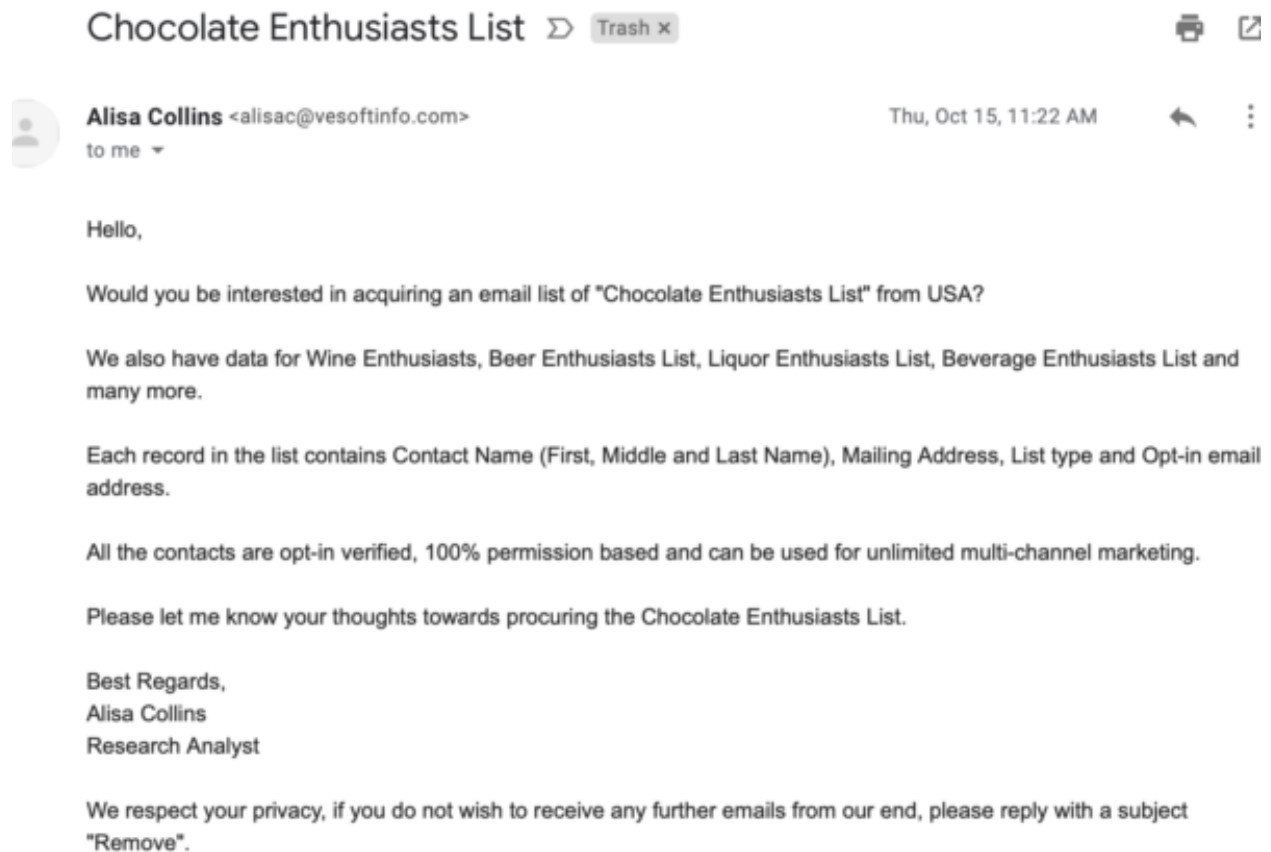 Chocolate Enthusiasts List Trash ×
Alisa Collins <alisac@vesoftinfo.com> Thu, Oct 15, 11:22 AM
to me
Hello,
Would you be interested in acquiring an email list of "Chocolate Enthusiasts List" from USA?
We also have data for Wine Enthusiasts, Beer Enthusiasts List, Liquor Enthusiasts List, Beverage Enthusiasts List and
many more.
Each record in the list contains Contact Name (First, Middle and Last Name), Mailing Address, List type and Opt-in email
address.
All the contacts are opt-in verified, 100% permission based and can be used for unlimited multi-channel marketing.
Please let me know your thoughts towards procuring the Chocolate Enthusiasts List.
Best Regards,
Alisa Collins
Research Analyst
We respect your privacy, if you do not wish to receive any further emails from our end, please reply with a subject
"Remove".